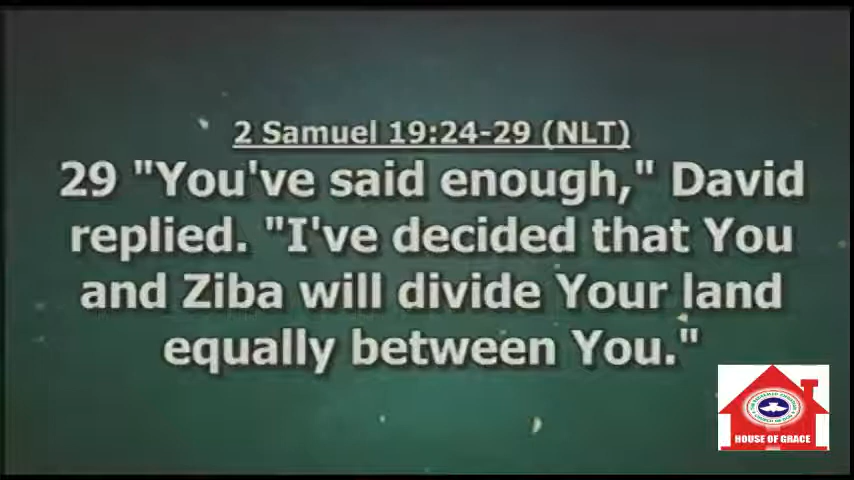 2 Samuel 19:24-29 (NLT)
29 "You've said enough," David
replied. "I've decided that You
and Ziba will divide Your land
equally between You."
HOUSE OF GRACE